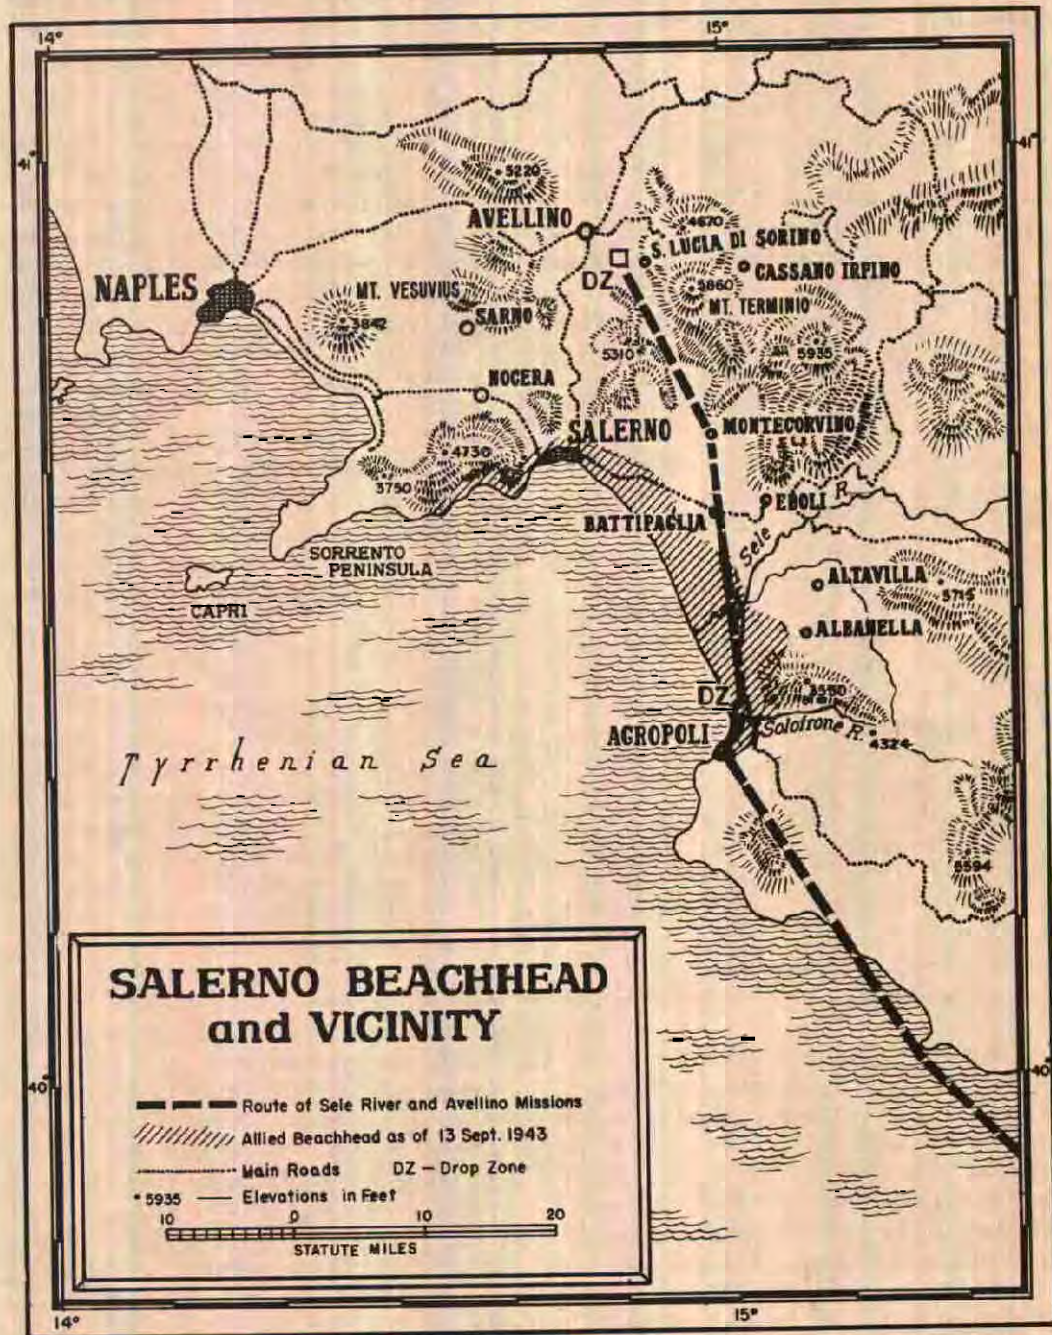 14°
15°
41°
41°
5220
AVELLINO
4670
S. LUCIA DI SORINO
DZ
CASSANO IRPINO
NAPLES
MT. VESUVIUS
5860
MT. TERMINIO
3842
SARNO
5310
5935
NOCERA
SALERNO
MONTECORVINO
4730
3750
EBOLI
R.
BATTIPAGLIA
Sele
SORRENTO
PENINSULA
ALTAVILLA
5715
CAPRI
ALBANELLA
3550
DZ
AGROPOLI
Solofrone R.
4324
Tyrrhenian Sea
5594
SALERNO BEACHHEAD
and VICINITY
Route of Sele River and Avellino Missions
Allied Beachhead as of 13 Sept. 1943
Main Roads DZ — Drop Zone
5935 — Elevations in Feet
10 0 10 20
STATUTE MILES
40°
40°
14°
15°